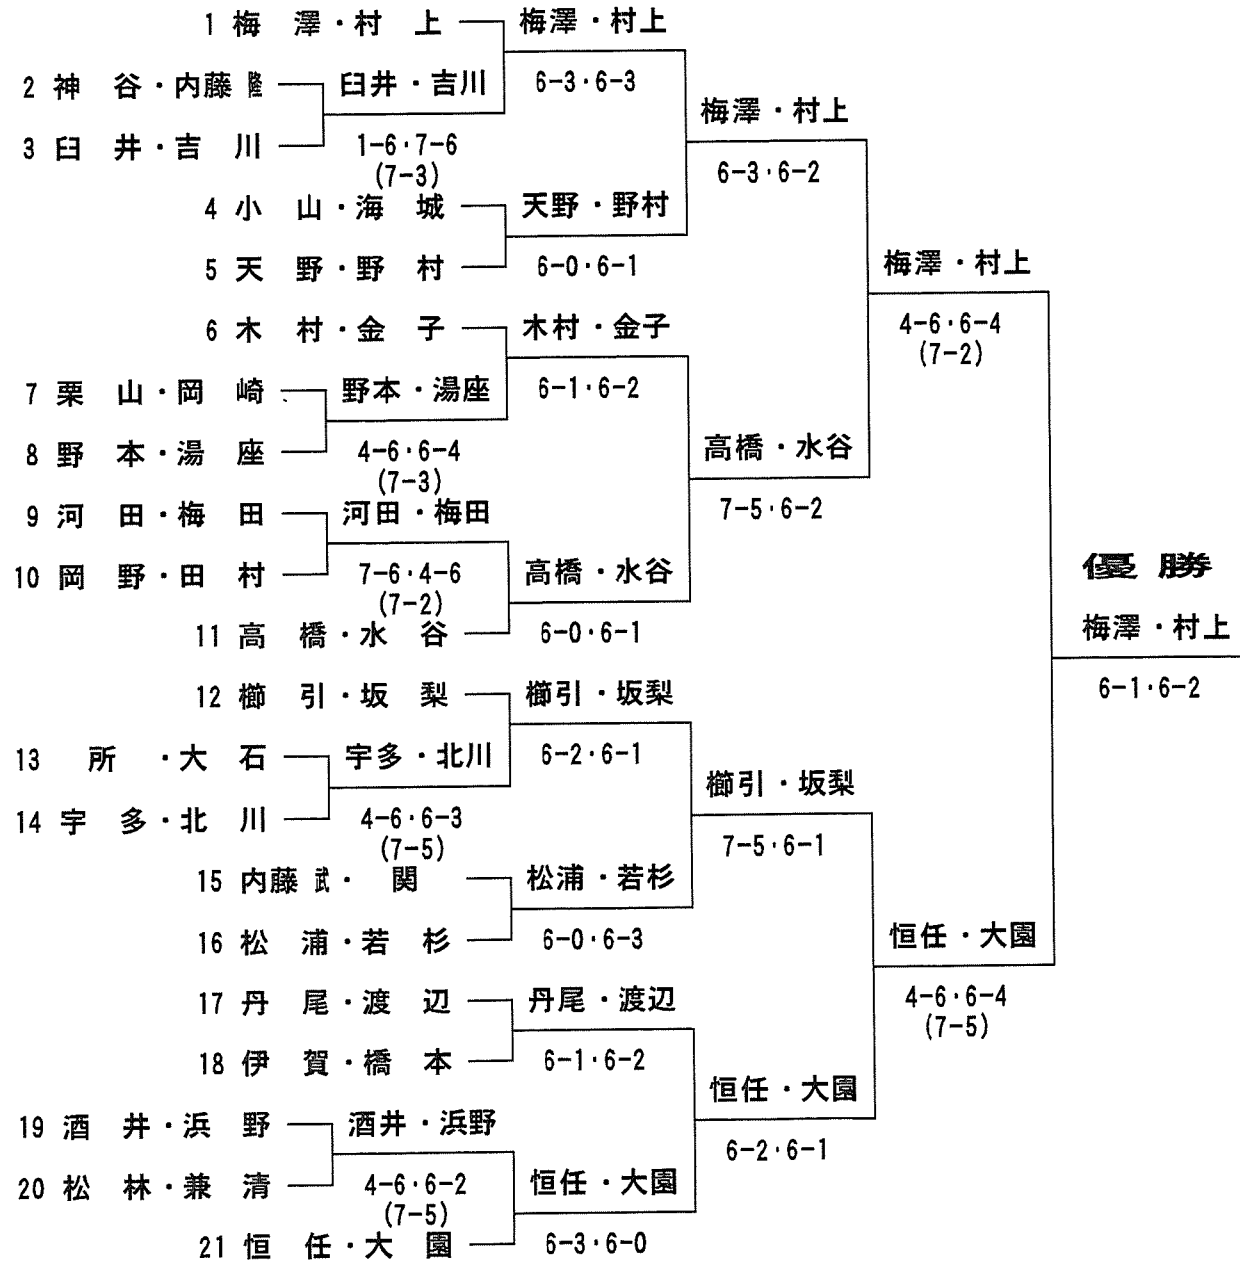 1 梅 澤・村 上
梅澤・村上
2 神 谷・内藤 隆
臼井・吉川
6-3・6-3
梅澤・村上
3 臼 井・吉 川
1-6・7-6
(7-3)
6-3・6-2
4 小 山・海 城
天野・野村
5 天 野・野 村
6-0・6-1
梅澤・村上
6 木 村・金 子
木村・金子
4-6・6-4
(7-2)
7 栗 山・岡 崎
野本・湯座
6-1・6-2
8 野 本・湯 座
4-6・6-4
(7-3)
高橋・水谷
9 河 田・梅 田
河田・梅田
7-5・6-2
10 岡 野・田 村
7-6・4-6
(7-2)
高橋・水谷
優 勝
11 高 橋・水 谷
6-0・6-1
梅澤・村上
12 櫛 引・坂 梨
櫛引・坂梨
6-1・6-2
13 所 ・大 石
宇多・北川
6-2・6-1
櫛引・坂梨
14 宇 多・北 川
4-6・6-3
(7-5)
7-5・6-1
15 内藤 武・ 関
松浦・若杉
16 松 浦・若 杉
6-0・6-3
恒任・大園
17 丹 尾・渡 辺
丹尾・渡辺
4-6・6-4
(7-5)
18 伊 賀・橋 本
6-1・6-2
恒任・大園
19 酒 井・浜 野
酒井・浜野
6-2・6-1
20 松 林・兼 清
4-6・6-2
(7-5)
恒任・大園
21 恒 任・大 園
6-3・6-0